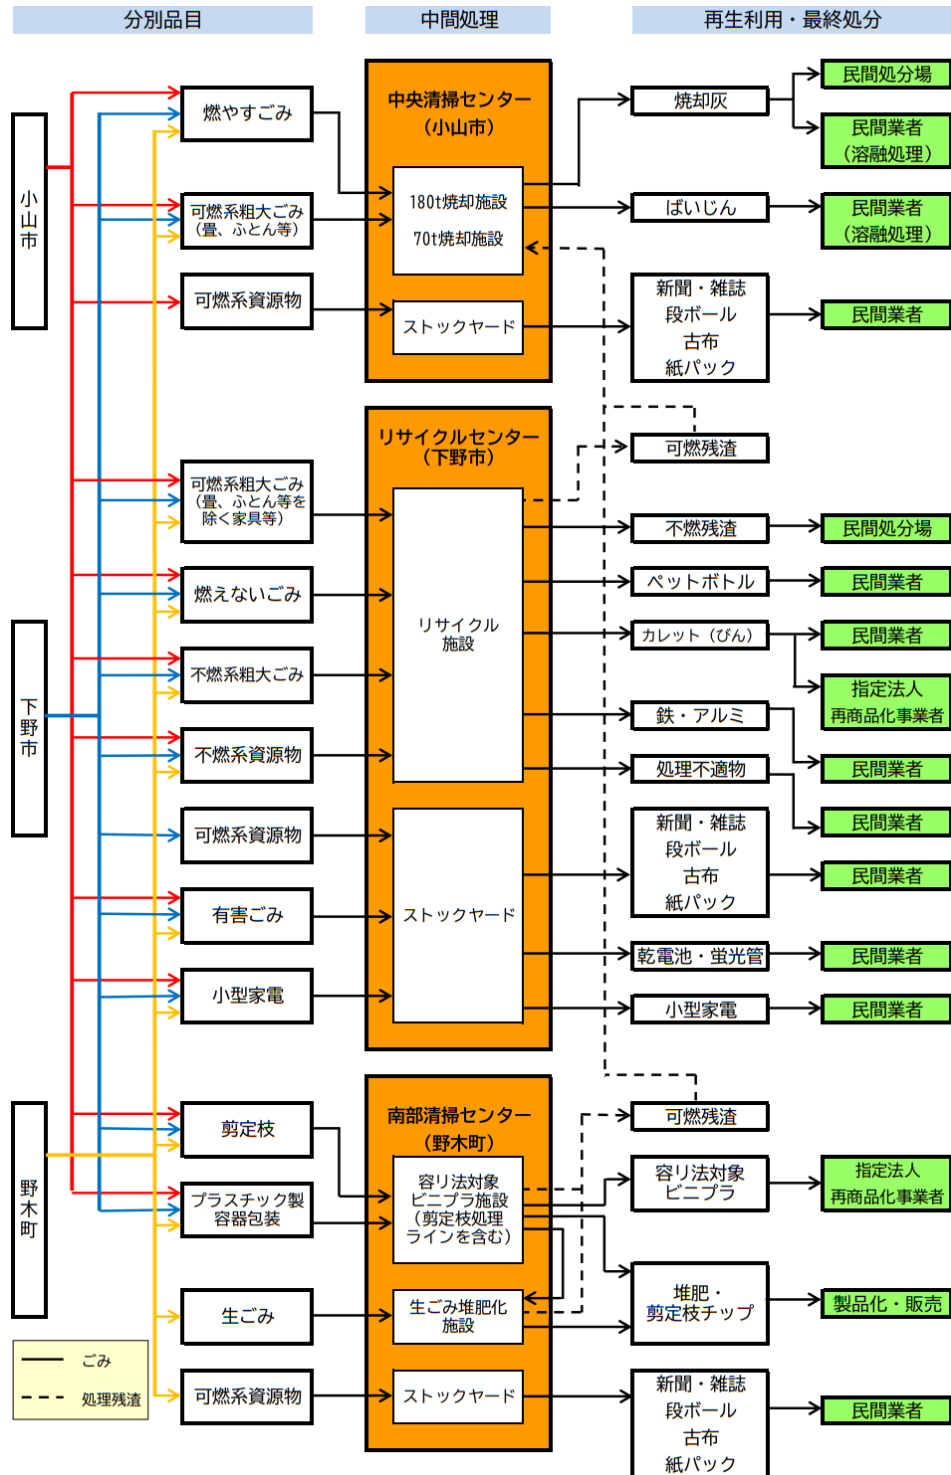 分別品目
中間処理
再生利用・最終処分
小山市
下野市
野木町
燃やすごみ
可燃系粗大ごみ
(畳、ふとん等)
可燃系資源物
可燃系粗大ごみ
(畳、ふとん等を
除く家具等)
燃えないごみ
不燃系粗大ごみ
不燃系資源物
可燃系資源物
有害ごみ
小型家電
剪定枝
プラスチック製
容器包装
生ごみ
可燃系資源物
中央清掃センター
(小山市)
180t焼却施設
70t焼却施設
ストックヤード
リサイクルセンター
(下野市)
リサイクル
施設
ストックヤード
南部清掃センター
(野木町)
容リ法対象
ビニプラ施設
(剪定枝処理
ラインを含む)
生ごみ堆肥化
施設
ストックヤード
焼却灰
ばいじん
新聞・雑誌
段ボール
古布
紙パック
可燃残渣
不燃残渣
ペットボトル
カレット(びん)
鉄・アルミ
処理不適物
新聞・雑誌
段ボール
古布
紙パック
乾電池・蛍光管
小型家電
可燃残渣
容リ法対象
ビニプラ
堆肥・
剪定枝チップ
新聞・雑誌
段ボール
古布
紙パック
民間処分場
民間業者
(溶融処理)
民間業者
(溶融処理)
民間業者
民間処分場
民間業者
民間業者
指定法人
再商品化事業者
民間業者
民間業者
民間業者
民間業者
民間業者
指定法人
再商品化事業者
製品化・販売
民間業者
ごみ
処理残渣